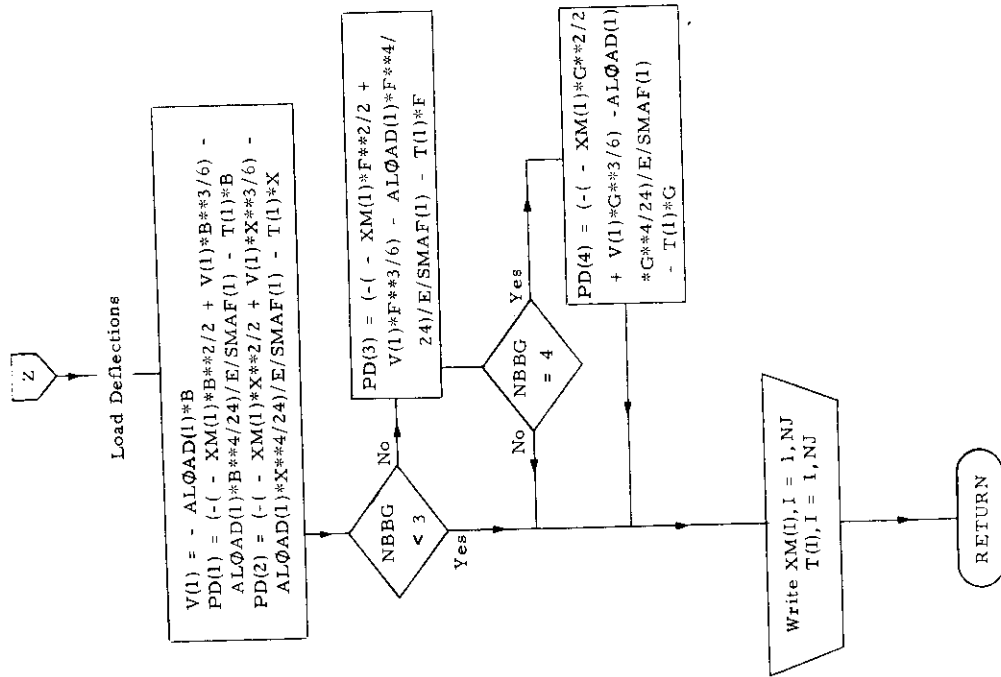 Z
Load Deflections
V(1) = - ALØAD(1)*B
PD(1) = (-( - XM(1)*B**2/2 + V(1)*B**3/6) -
ALØAD(1)*B**4/24)/E/SMAF(1) - T(1)*B
PD(2) = (-( - XM(1)*X**2/2 + V(1)*X**3/6) -
ALØAD(1)*X**4/24)/E/SMAF(1) - T(1)*X
NBBG
< 3
No
Yes
PD(3) = (-( - XM(1)*F**2/2 +
V(1)*F**3/6) - ALØAD(1)*F**4/
24)/E/SMAF(1) - T(1)*F
NBBG
= 4
No
Yes
PD(4) = (-( - XM(1)*G**2/2
+ V(1)*G**3/6) -ALØAD(1)
*G**4/24)/E/SMAF(1)
- T(1)*G
Write XM(I), I = 1, NJ
T(I), I = 1, NJ
RETURN